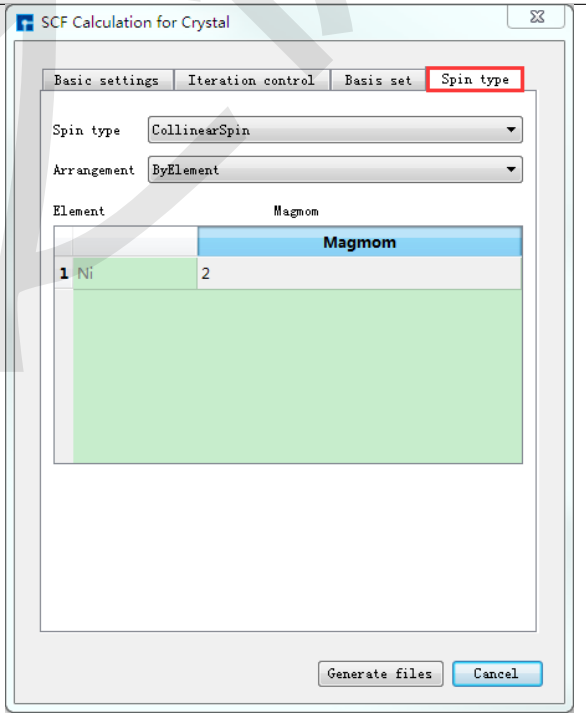 SCF Calculation for Crystal
Basic settings Iteration control Basis set Spin type
Spin type CollinearSpin
Arrangement ByElement
Element Magmom
Magmom
1 Ni 2
Generate files Cancel